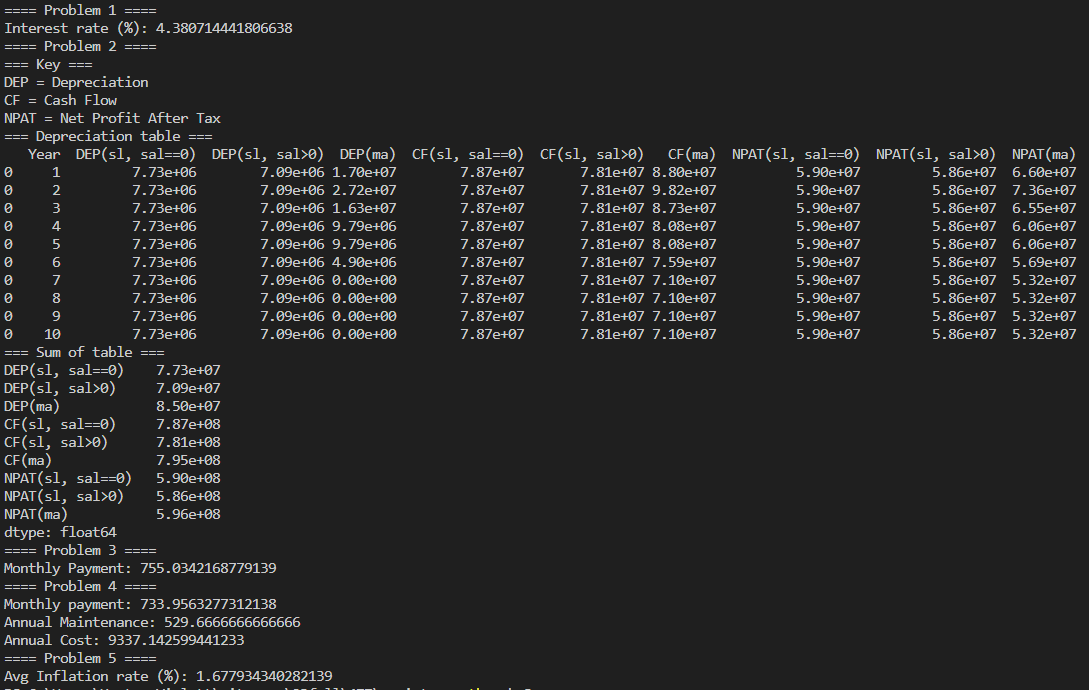 ==== Problem 1 ====
Interest rate (%): 4.380714441806638
==== Problem 2 ====
=== Key ===
DEP = Depreciation
CF = Cash Flow
NPAT = Net Profit After Tax
=== Depreciation table ===
   Year  DEP(sl, sal==0)  DEP(sl, sal>0)  DEP(ma)  CF(sl, sal==0)  CF(sl, sal>0)   CF(ma)  NPAT(sl, sal==0)  NPAT(sl, sal>0)  NPAT(ma)
0     1         7.73e+06        7.09e+06 1.70e+07        7.87e+07       7.81e+07 8.80e+07          5.90e+07         5.86e+07  6.60e+07
0     2         7.73e+06        7.09e+06 2.72e+07        7.87e+07       7.81e+07 9.82e+07          5.90e+07         5.86e+07  7.36e+07
0     3         7.73e+06        7.09e+06 1.63e+07        7.87e+07       7.81e+07 8.73e+07          5.90e+07         5.86e+07  6.55e+07
0     4         7.73e+06        7.09e+06 9.79e+06        7.87e+07       7.81e+07 8.08e+07          5.90e+07         5.86e+07  6.06e+07
0     5         7.73e+06        7.09e+06 9.79e+06        7.87e+07       7.81e+07 8.08e+07          5.90e+07         5.86e+07  6.06e+07
0     6         7.73e+06        7.09e+06 4.90e+06        7.87e+07       7.81e+07 7.59e+07          5.90e+07         5.86e+07  5.69e+07
0     7         7.73e+06        7.09e+06 0.00e+00        7.87e+07       7.81e+07 7.10e+07          5.90e+07         5.86e+07  5.32e+07
0     8         7.73e+06        7.09e+06 0.00e+00        7.87e+07       7.81e+07 7.10e+07          5.90e+07         5.86e+07  5.32e+07
0     9         7.73e+06        7.09e+06 0.00e+00        7.87e+07       7.81e+07 7.10e+07          5.90e+07         5.86e+07  5.32e+07
0    10         7.73e+06        7.09e+06 0.00e+00        7.87e+07       7.81e+07 7.10e+07          5.90e+07         5.86e+07  5.32e+07
=== Sum of table ===
DEP(sl, sal==0)    7.73e+07
DEP(sl, sal>0)     7.09e+07
DEP(ma)            8.50e+07
CF(sl, sal==0)     7.87e+08
CF(sl, sal>0)      7.81e+08
CF(ma)             7.95e+08
NPAT(sl, sal==0)   5.90e+08
NPAT(sl, sal>0)    5.86e+08
NPAT(ma)           5.96e+08
dtype: float64
==== Problem 3 ====
Monthly Payment: 755.0342168779139
==== Problem 4 ====
Monthly payment: 733.9563277312138
Annual Maintenance: 529.6666666666666
Annual Cost: 9337.142599441233
==== Problem 5 ====
Avg Inflation rate (%): 1.677934340282139